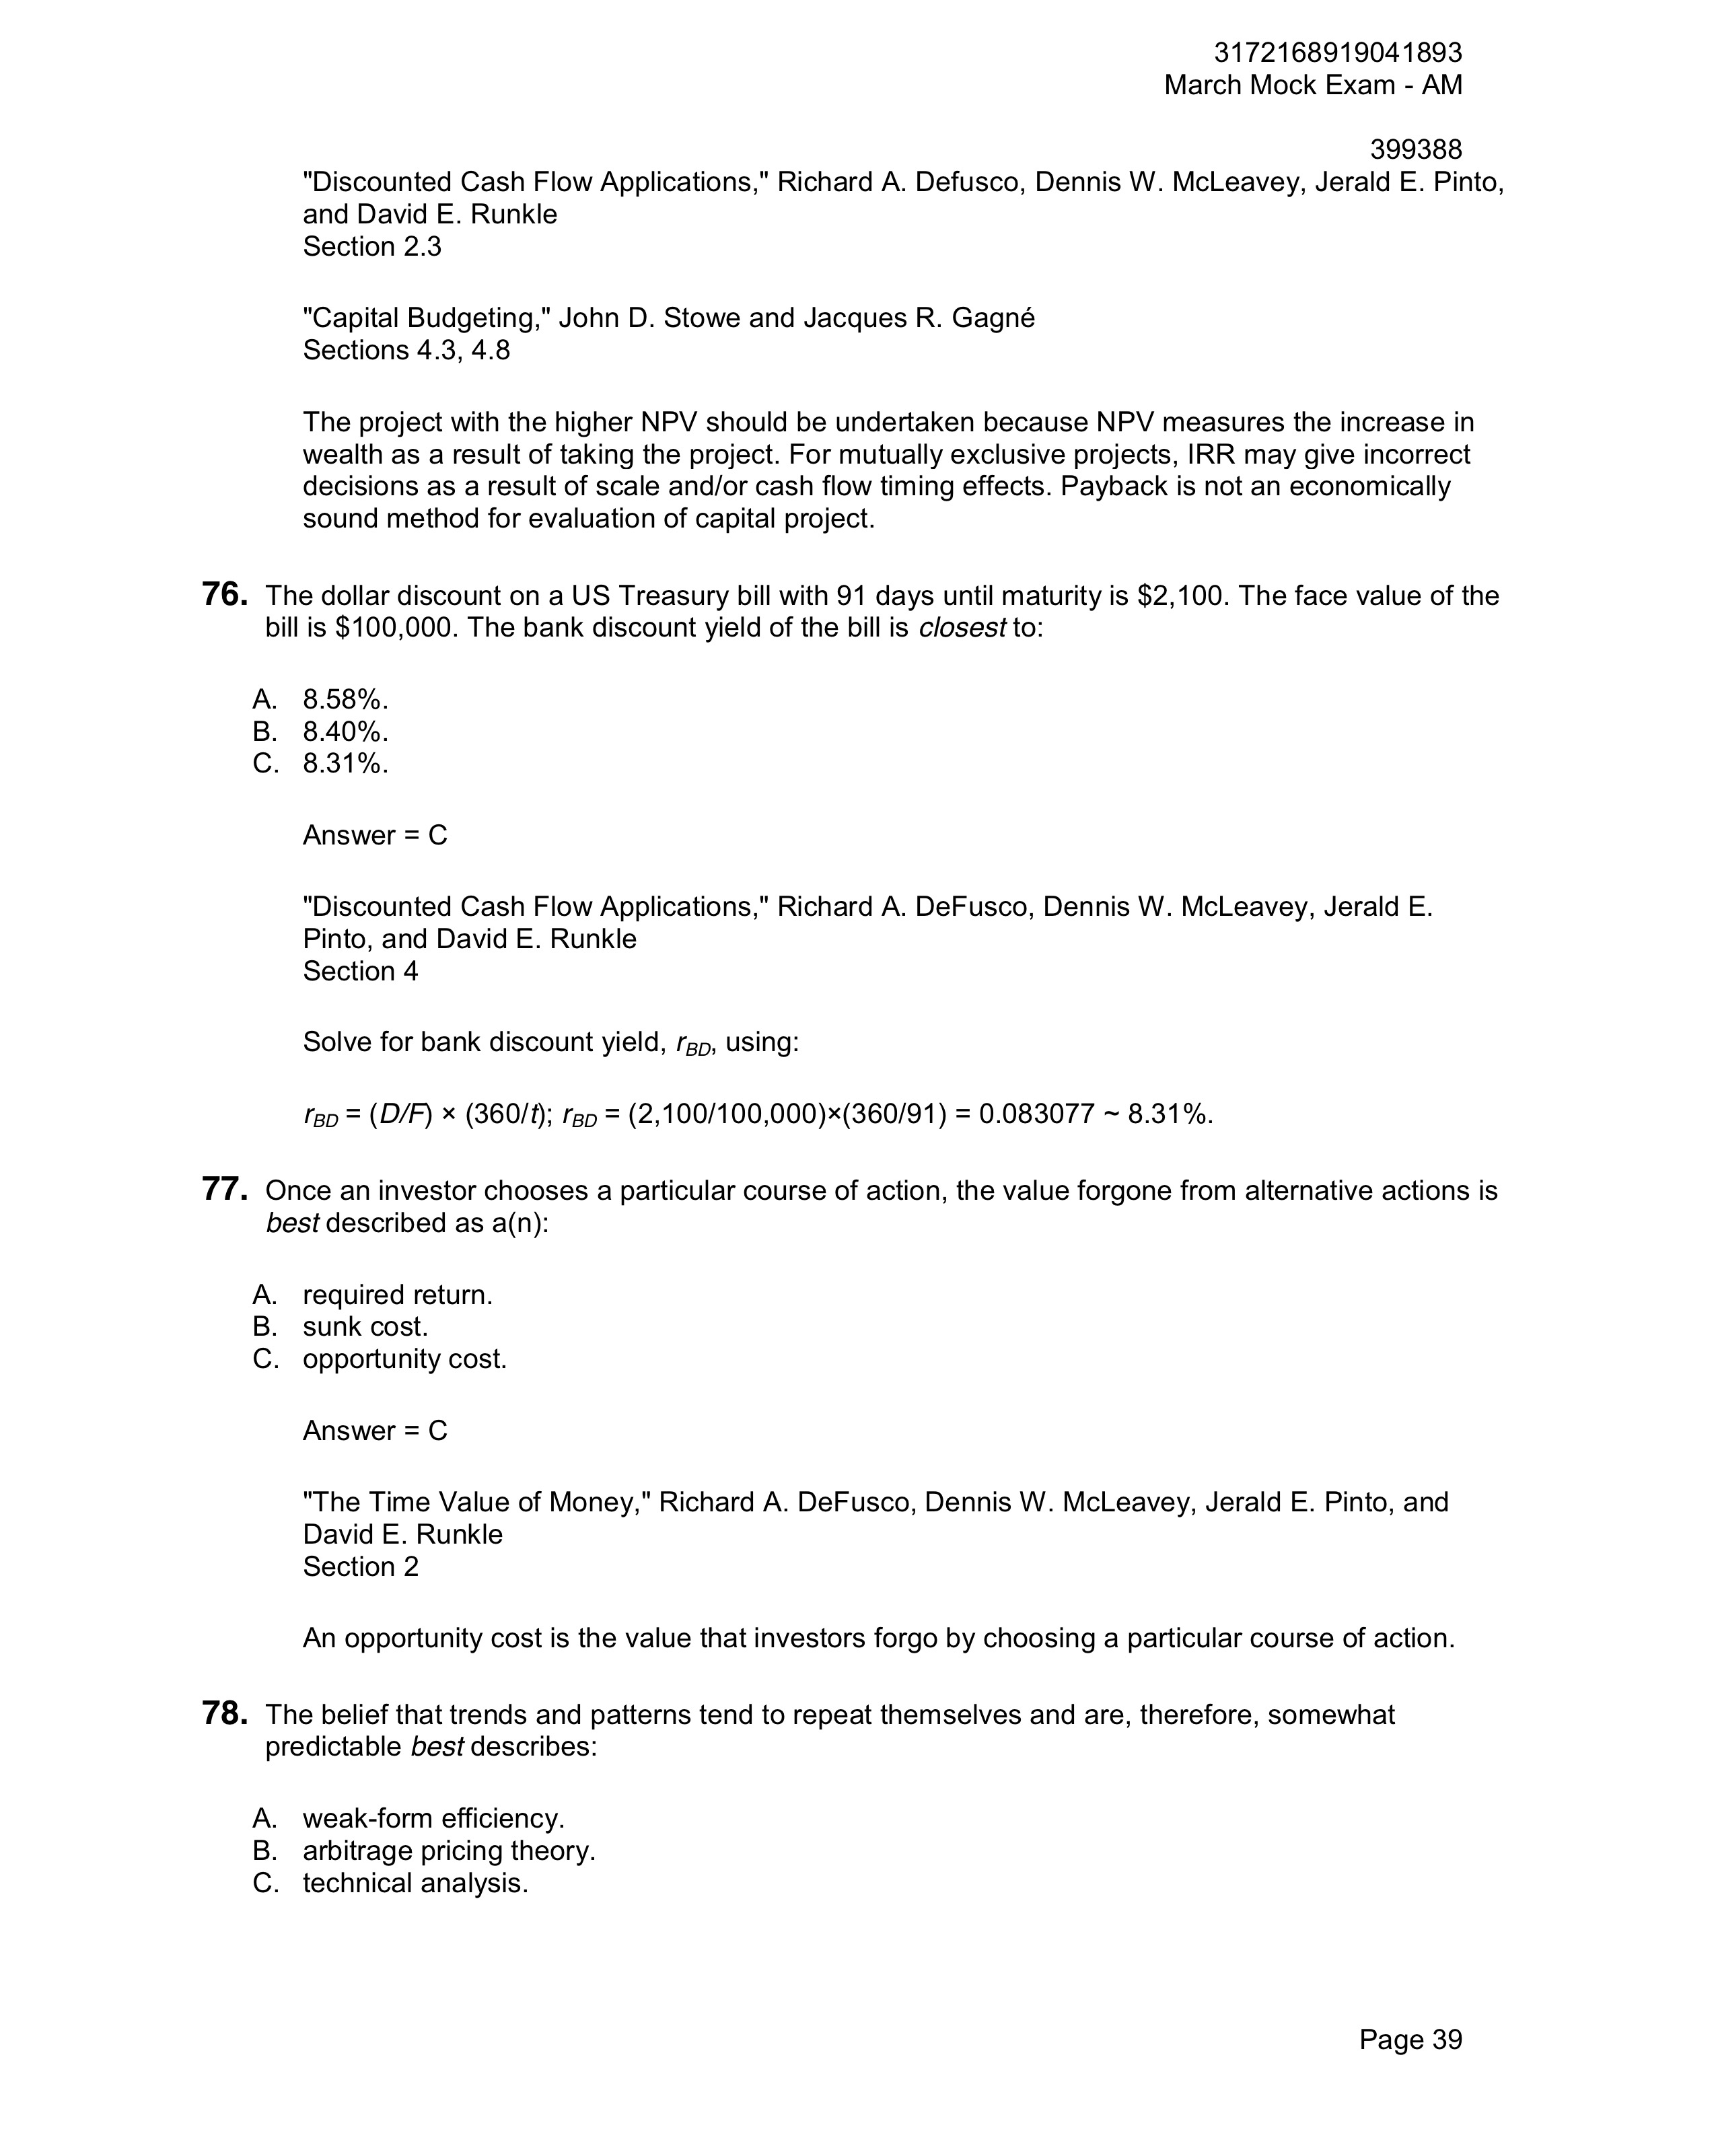 3172168919041893
March Mock Exam - AM
399388
"Discounted Cash Flow Applications," Richard A. Defusco, Dennis W. McLeavey, Jerald E. Pinto,
and David E. Runkle
Section 2.3
"Capital Budgeting," John D. Stowe and Jacques R. Gagné
Sections 4.3, 4.8
The project with the higher NPV should be undertaken because NPV measures the increase in
wealth as a result of taking the project. For mutually exclusive projects, IRR may give incorrect
decisions as a result of scale and/or cash flow timing effects. Payback is not an economically
sound method for evaluation of capital project.
76. The dollar discount on a US Treasury bill with 91 days until maturity is $2,100. The face value of the
bill is $100,000. The bank discount yield of the bill is closest to:
A. 8.58%.
B. 8.40%.
C. 8.31%.
Answer = C
"Discounted Cash Flow Applications," Richard A. DeFusco, Dennis W. McLeavey, Jerald E.
Pinto, and David E. Runkle
Section 4
Solve for bank discount yield, rBD, using:
rBD = (D/F) × (360/t); rBD = (2,100/100,000)×(360/91) = 0.083077 ~ 8.31%.
77. Once an investor chooses a particular course of action, the value forgone from alternative actions is
best described as a(n):
A. required return.
B. sunk cost.
C. opportunity cost.
Answer = C
"The Time Value of Money," Richard A. DeFusco, Dennis W. McLeavey, Jerald E. Pinto, and
David E. Runkle
Section 2
An opportunity cost is the value that investors forgo by choosing a particular course of action.
78. The belief that trends and patterns tend to repeat themselves and are, therefore, somewhat
predictable best describes:
A. weak-form efficiency.
B. arbitrage pricing theory.
C. technical analysis.
Page 39